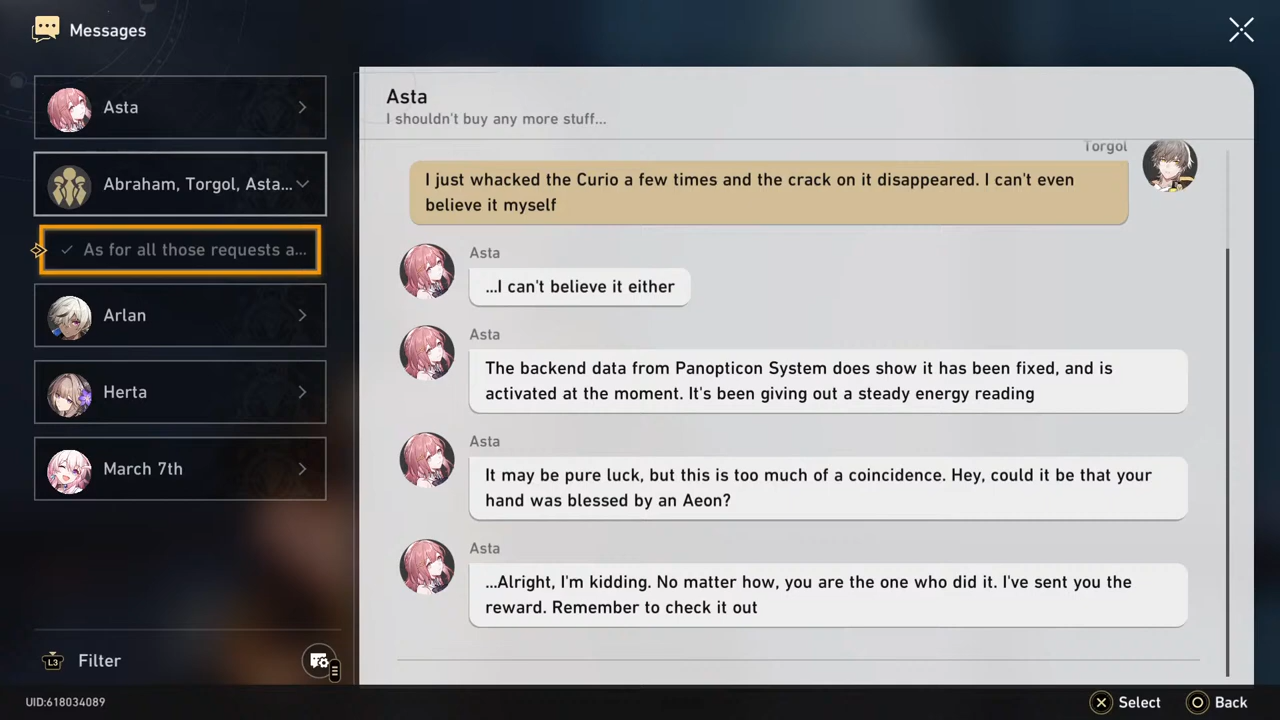 Messages
Asta
Abraham, Torgol, Asta...
As for all those requests a...
Arlan
Herta
March 7th
L3 Filter
Asta
I shouldn't buy any more stuff...
Torgol
I just whacked the Curio a few times and the crack on it disappeared. I can't even
believe it myself
Asta
...I can't believe it either
Asta
The backend data from Panopticon System does show it has been fixed, and is
activated at the moment. It's been giving out a steady energy reading
Asta
It may be pure luck, but this is too much of a coincidence. Hey, could it be that your
hand was blessed by an Aeon?
Asta
...Alright, I'm kidding. No matter how, you are the one who did it. I've sent you the
reward. Remember to check it out
UID:618034089
Select
Back